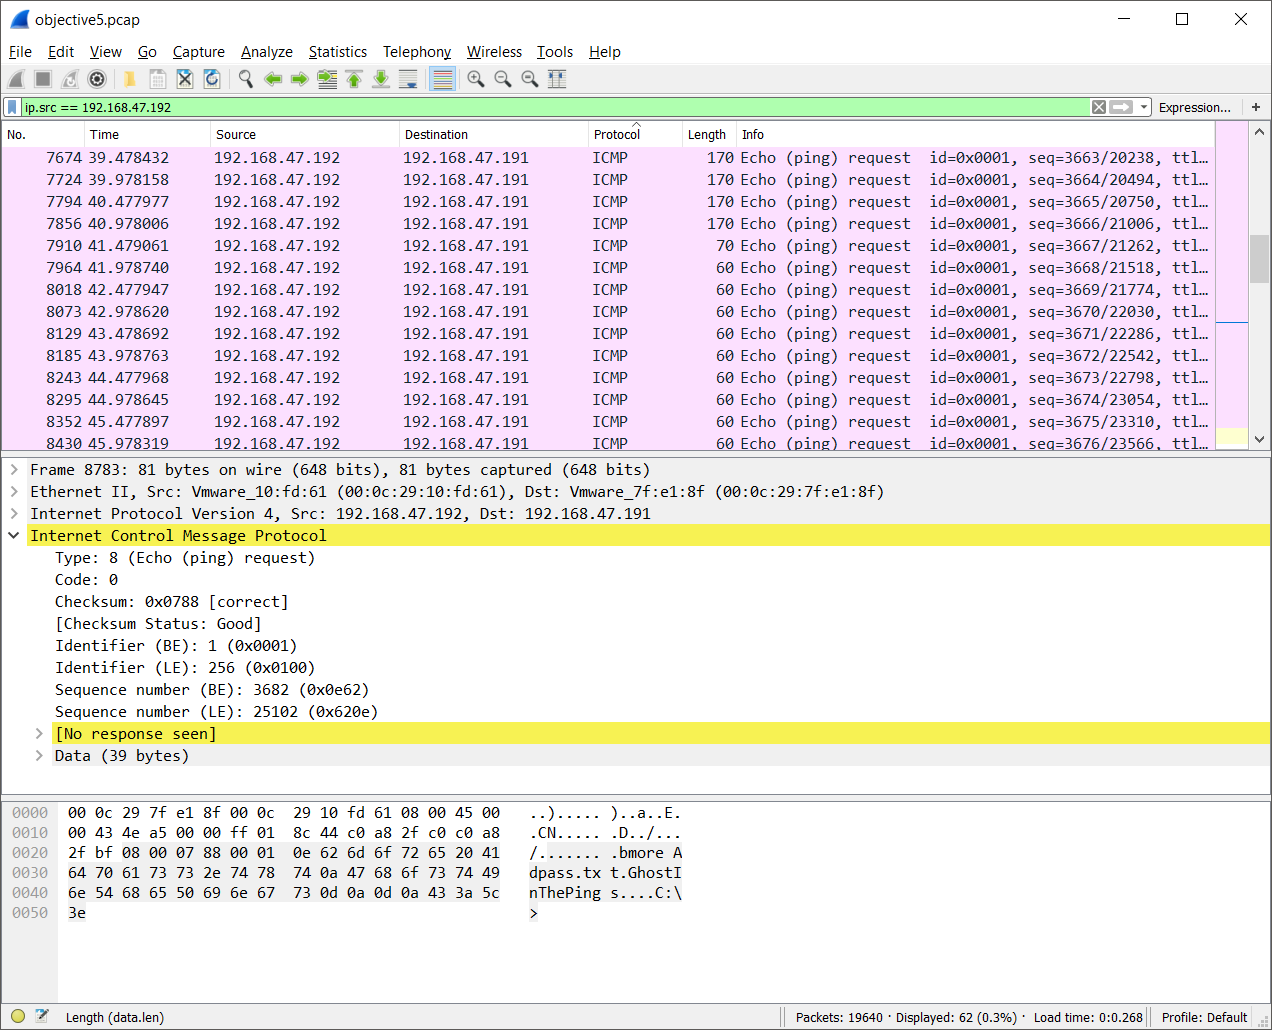 objective5.pcap
File Edit View Go Capture Analyze Statistics Telephony Wireless Tools Help
ip.src == 192.168.47.192 Expression... +
No. Time Source Destination Protocol Length Info
7674 39.478432 192.168.47.192 192.168.47.191 ICMP 170 Echo (ping) request id=0x0001, seq=3663/20238, ttl…
7724 39.978158 192.168.47.192 192.168.47.191 ICMP 170 Echo (ping) request id=0x0001, seq=3664/20494, ttl…
7794 40.477977 192.168.47.192 192.168.47.191 ICMP 170 Echo (ping) request id=0x0001, seq=3665/20750, ttl…
7856 40.978006 192.168.47.192 192.168.47.191 ICMP 170 Echo (ping) request id=0x0001, seq=3666/21006, ttl…
7910 41.479061 192.168.47.192 192.168.47.191 ICMP 70 Echo (ping) request id=0x0001, seq=3667/21262, ttl…
7964 41.978740 192.168.47.192 192.168.47.191 ICMP 60 Echo (ping) request id=0x0001, seq=3668/21518, ttl…
8018 42.477947 192.168.47.192 192.168.47.191 ICMP 60 Echo (ping) request id=0x0001, seq=3669/21774, ttl…
8073 42.978620 192.168.47.192 192.168.47.191 ICMP 60 Echo (ping) request id=0x0001, seq=3670/22030, ttl…
8129 43.478692 192.168.47.192 192.168.47.191 ICMP 60 Echo (ping) request id=0x0001, seq=3671/22286, ttl…
8185 43.978763 192.168.47.192 192.168.47.191 ICMP 60 Echo (ping) request id=0x0001, seq=3672/22542, ttl…
8243 44.477968 192.168.47.192 192.168.47.191 ICMP 60 Echo (ping) request id=0x0001, seq=3673/22798, ttl…
8295 44.978645 192.168.47.192 192.168.47.191 ICMP 60 Echo (ping) request id=0x0001, seq=3674/23054, ttl…
8352 45.477897 192.168.47.192 192.168.47.191 ICMP 60 Echo (ping) request id=0x0001, seq=3675/23310, ttl…
8430 45.978319 192.168.47.192 192.168.47.191 ICMP 60 Echo (ping) request id=0x0001, seq=3676/23566, ttl…
Frame 8783: 81 bytes on wire (648 bits), 81 bytes captured (648 bits)
Ethernet II, Src: Vmware_10:fd:61 (00:0c:29:10:fd:61), Dst: Vmware_7f:e1:8f (00:0c:29:7f:e1:8f)
Internet Protocol Version 4, Src: 192.168.47.192, Dst: 192.168.47.191
Internet Control Message Protocol
Type: 8 (Echo (ping) request)
Code: 0
Checksum: 0x0788 [correct]
[Checksum Status: Good]
Identifier (BE): 1 (0x0001)
Identifier (LE): 256 (0x0100)
Sequence number (BE): 3682 (0x0e62)
Sequence number (LE): 25102 (0x620e)
[No response seen]
Data (39 bytes)
0000 00 0c 29 7f e1 8f 00 0c 29 10 fd 61 08 00 45 00 ..)..... )..a..E.
0010 00 43 4e a5 00 00 ff 01 8c 44 c0 a8 2f c0 c0 a8 .CN..... .D../...
0020 2f bf 08 00 07 88 00 01 0e 62 6d 6f 72 65 20 41 /....... .bmore A
0030 64 70 61 73 73 2e 74 78 74 0a 47 68 6f 73 74 49 dpass.tx t.GhostI
0040 6e 54 68 65 50 69 6e 67 73 0d 0a 0d 0a 43 3a 5c nThePing s....C:\
0050 3e >
Length (data.len) Packets: 19640 · Displayed: 62 (0.3%) · Load time: 0:0.268 Profile: Default